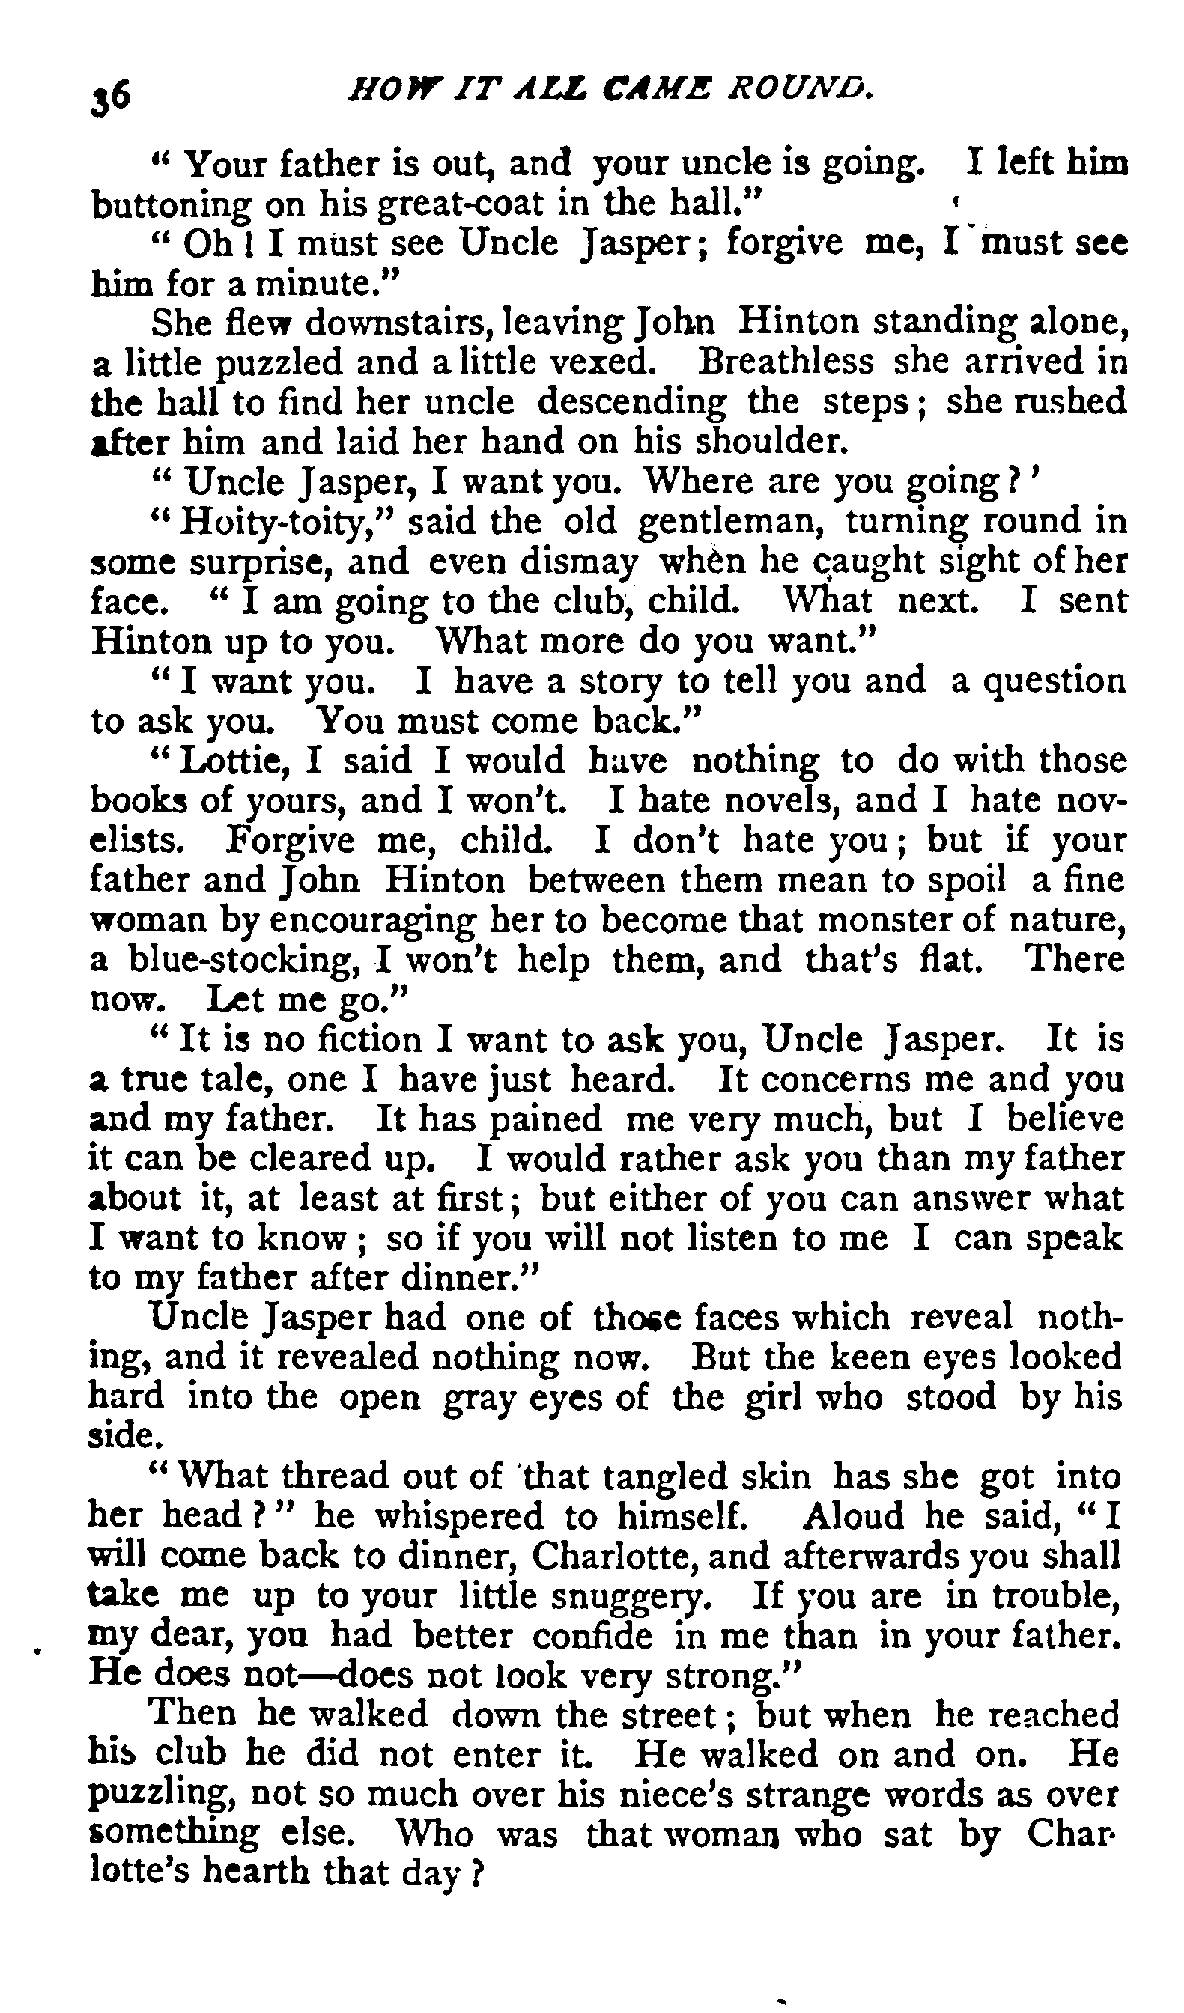 36 HOW IT ALL CAME ROUND.
" Your father is out, and your uncle is going. I left him
buttoning on his great-coat in the hall."
" Oh ! I must see Uncle Jasper ; forgive me, I must see
him for a minute."
She flew downstairs, leaving John Hinton standing alone,
a little puzzled and a little vexed. Breathless she arrived in
the hall to find her uncle descending the steps ; she rushed
after him and laid her hand on his shoulder.
" Uncle Jasper, I want you. Where are you going ? '
" Hoity-toity," said the old gentleman, turning round in
some surprise, and even dismay when he caught sight of her
face. " I am going to the club, child. What next. I sent
Hinton up to you. What more do you want."
" I want you. I have a story to tell you and a question
to ask you. You must come back."
" Lottie, I said I would have nothing to do with those
books of yours, and I won't. I hate novels, and I hate nov-
elists. Forgive me, child. I don't hate you ; but if your
father and John Hinton between them mean to spoil a fine
woman by encouraging her to become that monster of nature,
a blue-stocking, I won't help them, and that's flat. There
now. Let me go."
" It is no fiction I want to ask you, Uncle Jasper. It is
a true tale, one I have just heard. It concerns me and you
and my father. It has pained me very much, but I believe
it can be cleared up. I would rather ask you than my father
about it, at least at first ; but either of you can answer what
I want to know ; so if you will not listen to me I can speak
to my father after dinner."
Uncle Jasper had one of those faces which reveal noth-
ing, and it revealed nothing now. But the keen eyes looked
hard into the open gray eyes of the girl who stood by his
side.
" What thread out of that tangled skin has she got into
her head ? " he whispered to himself. Aloud he said, " I
will come back to dinner, Charlotte, and afterwards you shall
take me up to your little snuggery. If you are in trouble,
my dear, you had better confide in me than in your father.
He does not—does not look very strong."
Then he walked down the street ; but when he reached
his club he did not enter it. He walked on and on. He
puzzling, not so much over his niece's strange words as over
something else. Who was that woman who sat by Char-
lotte's hearth that day ?